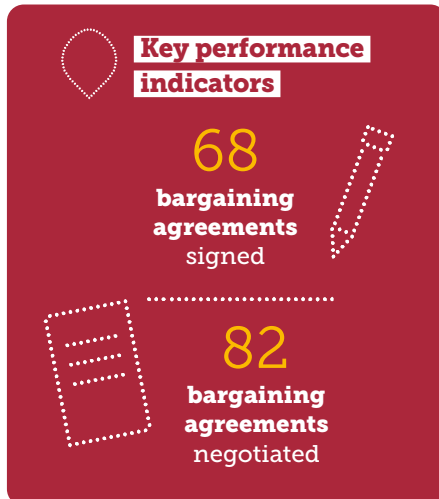 Key performance
indicators
68
bargaining
agreements
signed
82
bargaining
agreements
negotiated